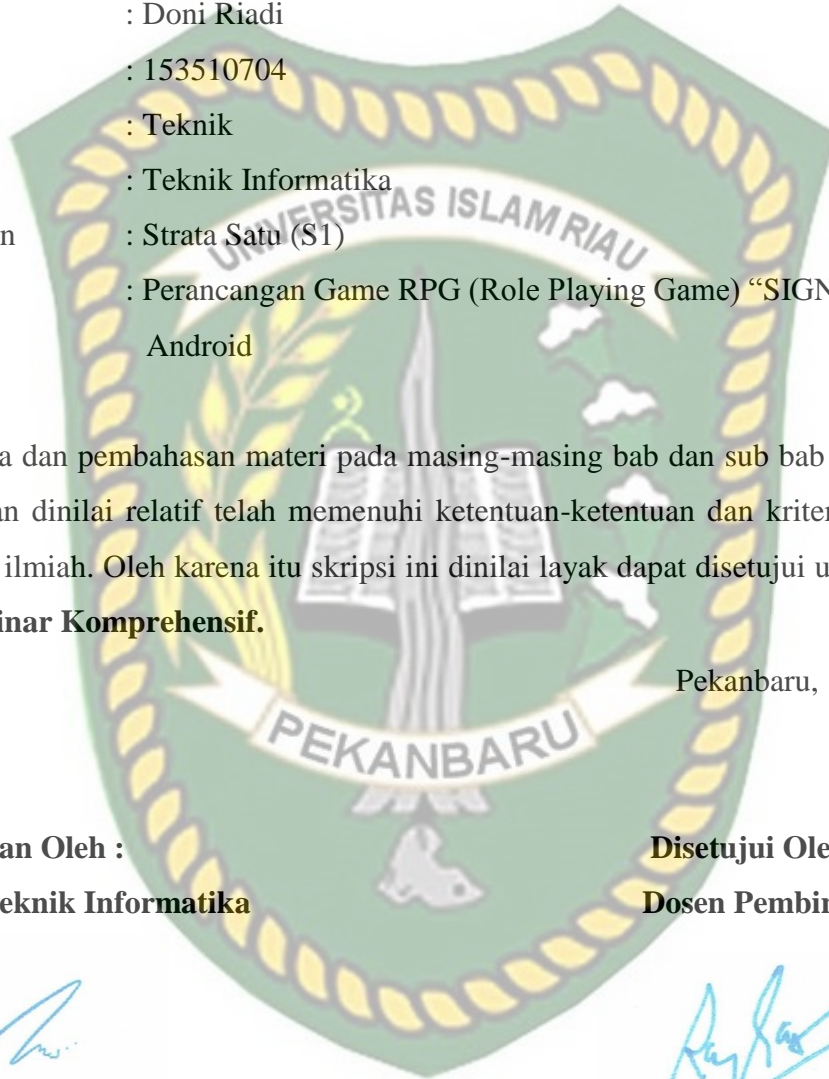 : Doni Riadi
: 153510704
: Teknik
: Teknik Informatika
UNIVERSITAS ISLAM RIAU
n : Strata Satu (S1)
: Perancangan Game RPG (Role Playing Game) “SIGN
Android
a dan pembahasan materi pada masing-masing bab dan sub bab
an dinilai relatif telah memenuhi ketentuan-ketentuan dan kriter
ilmiah. Oleh karena itu skripsi ini dinilai layak dapat disetujui u
inar Komprehensif.
Pekanbaru,
PEKANBARU
an Oleh : Disetujui Ole
eknik Informatika Dosen Pembin